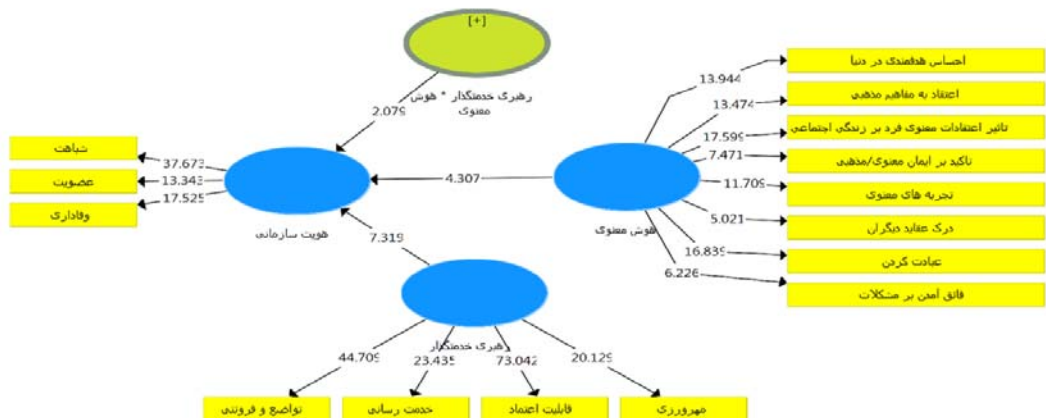 [+]
رهبری خدمتگذار * هوش
معنوی
2.079
شباهت
عضویت
وفاداری
37.673
13.343
17.525
هویت سازمانی
4.307
7.319
هوش معنوی
13.944
13.474
17.599
7.471
11.709
5.021
16.839
6.226
احساس هدفمندی در دنیا
اعتقاد به مفاهیم مذهبی
تاثیر اعتقادات معنوی فرد بر زندگی اجتماعی
تاکید بر ایمان معنوی/مذهبی
تجربه های معنوی
درک عقاید دیگران
عبادت کردن
فائق آمدن بر مشکلات
رهبری خدمتگذار
44.709
23.435
73.042
20.129
تواضع و فروتنی
خدمت رسانی
قابلیت اعتماد
مهرورزی